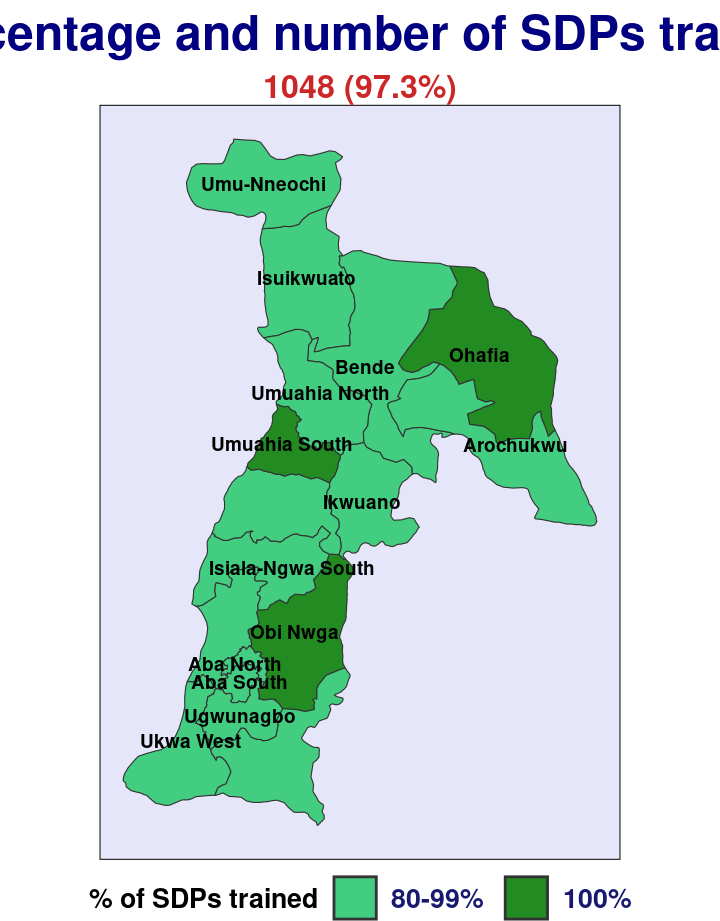 centage and number of SDPs tra
1048 (97.3%)
Umu-Nneochi
Isuikwuato
Ohafia
Bende
Umuahia North
Umuahia South
Arochukwu
Ikwuano
Isiala-Ngwa South
Obi Nwga
Aba North
Aba South
Ugwunagbo
Ukwa West
% of SDPs trained 80-99% 100%